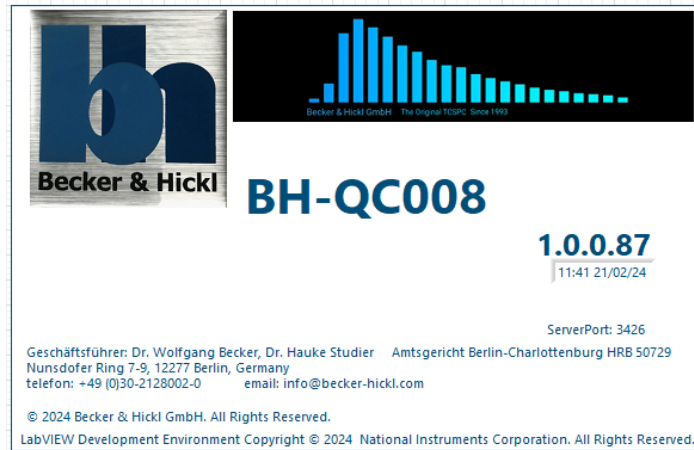 bh
Becker & Hickl
Becker & Hickl GmbH The Original TCSPC Since 1993
BH-QC008
1.0.0.87
11:41 21/02/24
ServerPort: 3426
Geschäftsführer: Dr. Wolfgang Becker, Dr. Hauke Studier Amtsgericht Berlin-Charlottenburg HRB 50729
Nunsdofer Ring 7-9, 12277 Berlin, Germany
telefon: +49 (0)30-2128002-0 email: info@becker-hickl.com
© 2024 Becker & Hickl GmbH. All Rights Reserved.
LabVIEW Development Environment Copyright © 2024 National Instruments Corporation. All Rights Reserved.